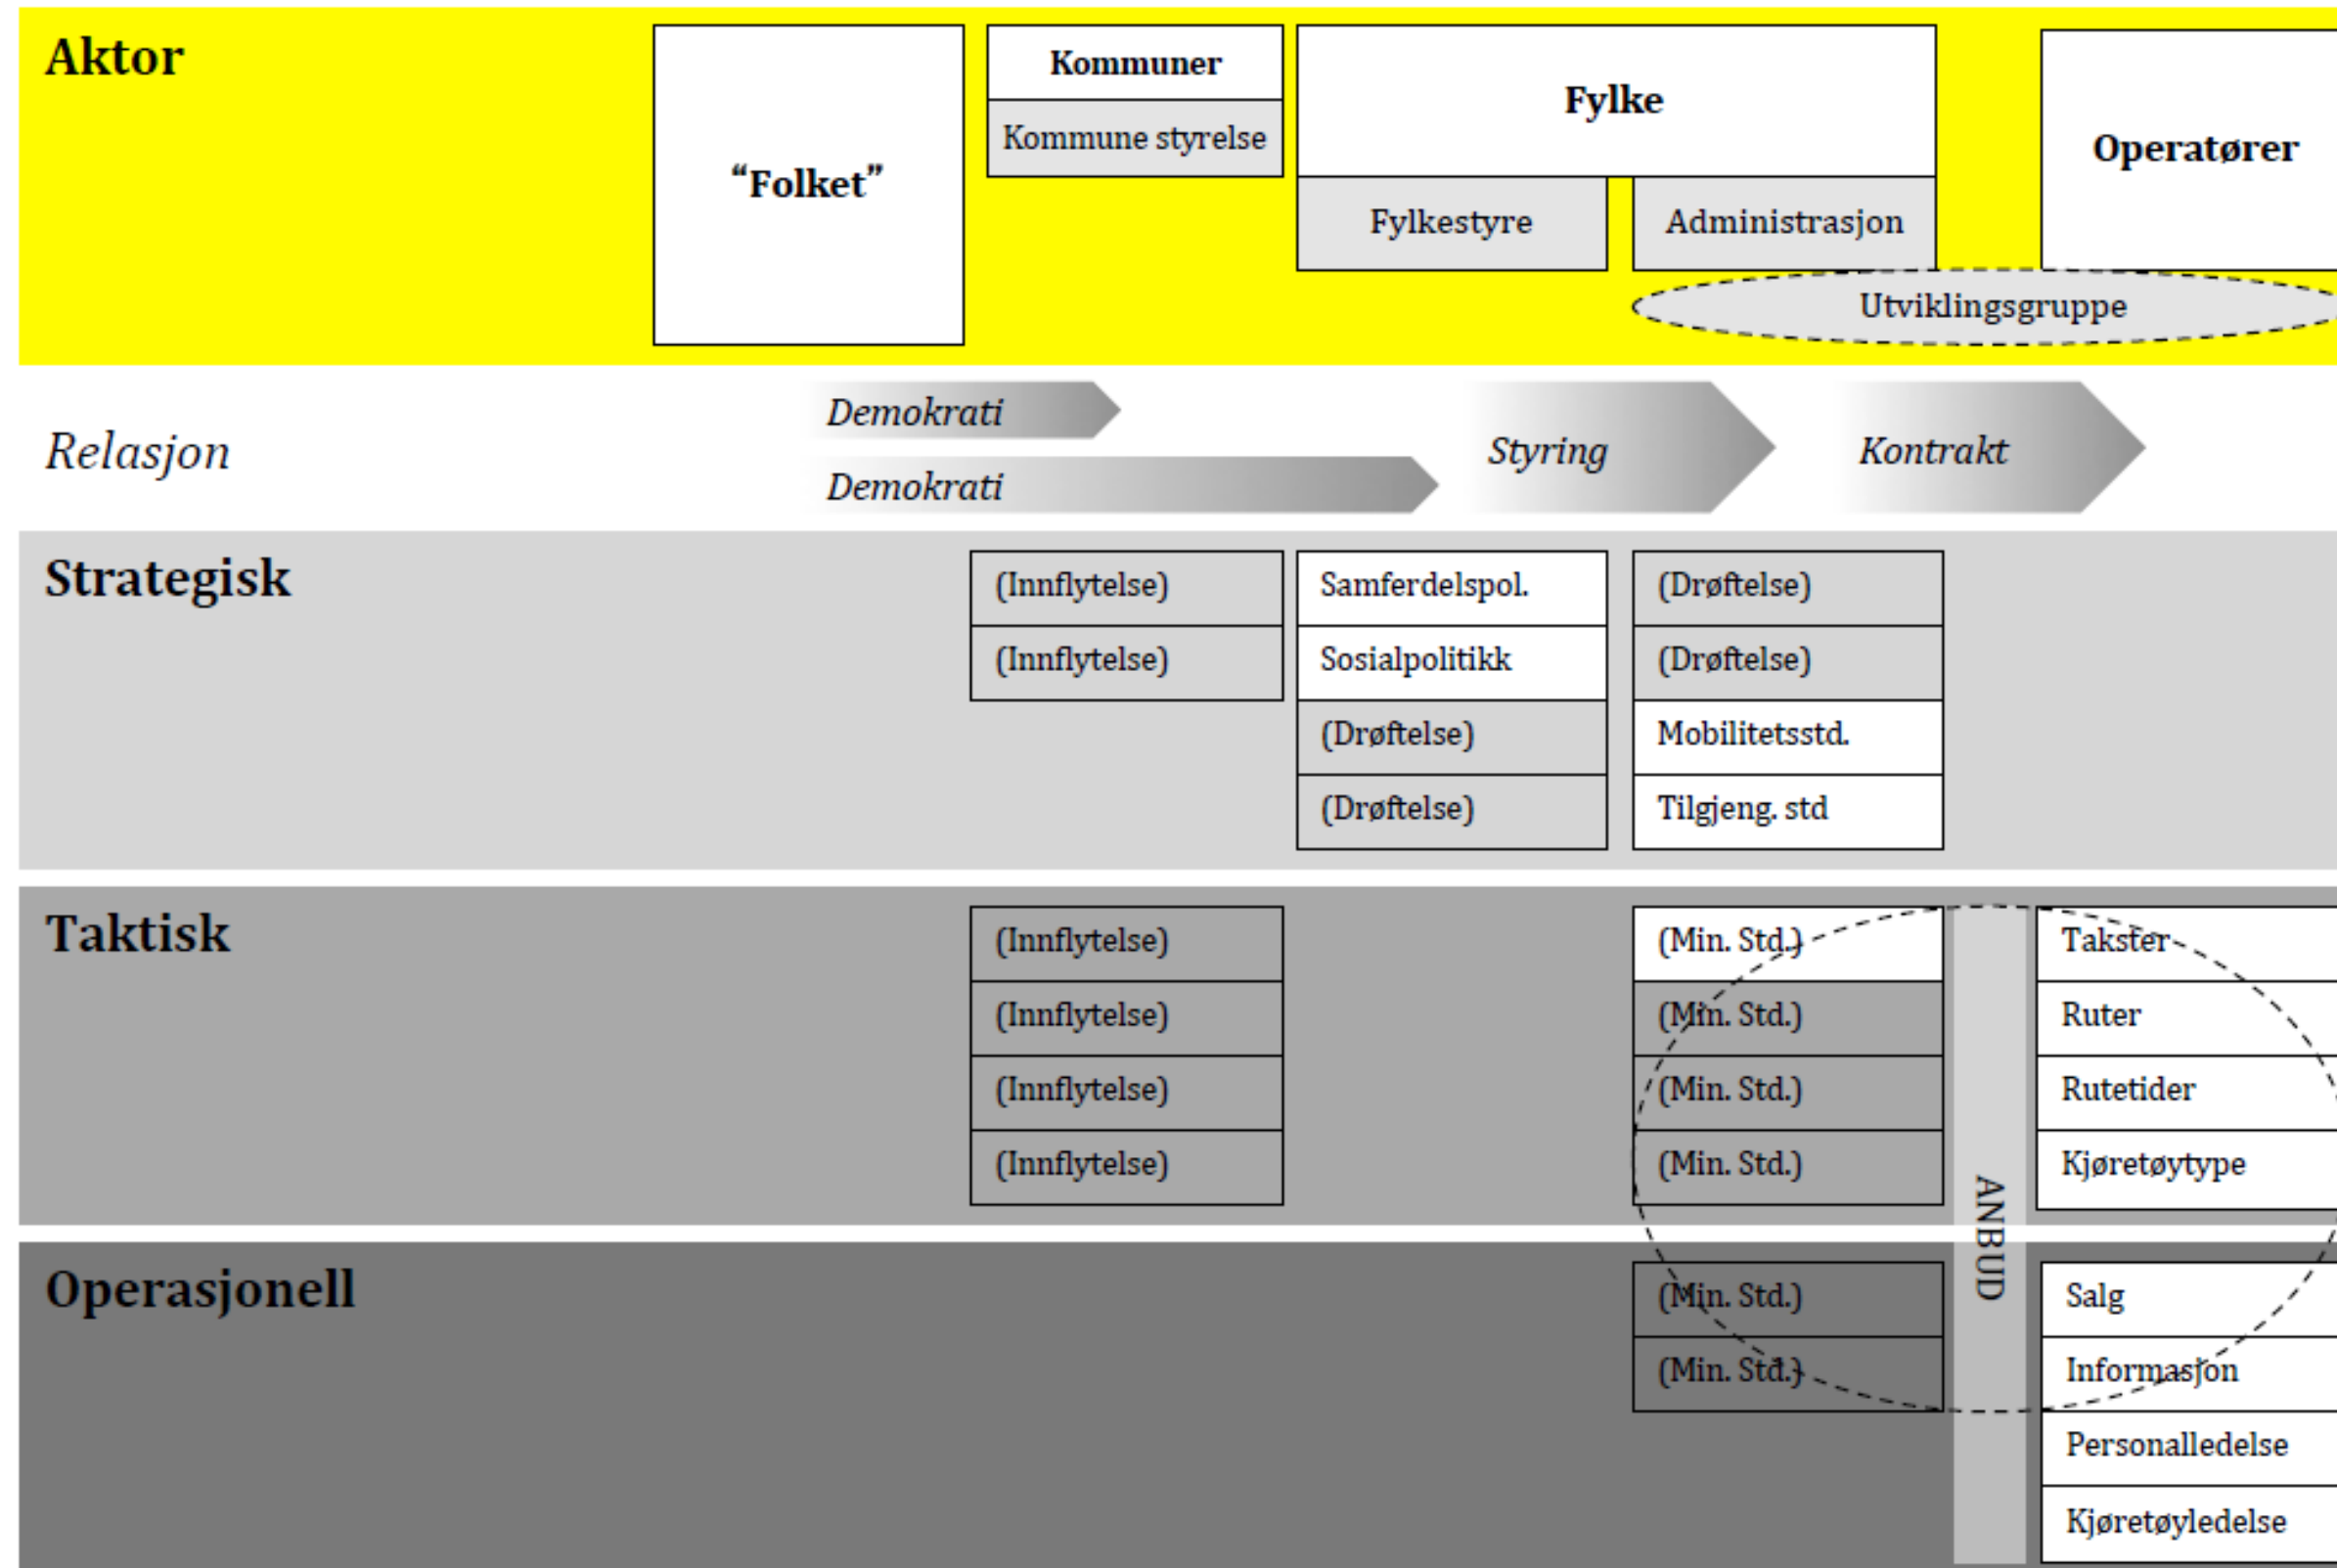 Aktor
“Folket”
Kommuner
Kommune styrelse
Fylke
Fylkestyre
Administrasjon
Operatører
Utviklingsgruppe
Relasjon
Demokrati
Demokrati
Styring
Kontrakt
Strategisk
(Innflytelse)
Samferdelspol.
(Drøftelse)
(Innflytelse)
Sosialpolitikk
(Drøftelse)
(Drøftelse)
Mobilitetsstd.
(Drøftelse)
Tilgjeng. std
Taktisk
(Innflytelse)
(Min. Std.)
Takster
(Innflytelse)
(Min. Std.)
Ruter
(Innflytelse)
(Min. Std.)
Rutetider
(Innflytelse)
(Min. Std.)
Kjøretøytype
ANBUD
Operasjonell
(Min. Std.)
Salg
(Min. Std.)
Informasjon
Personalledelse
Kjøretøyledelse